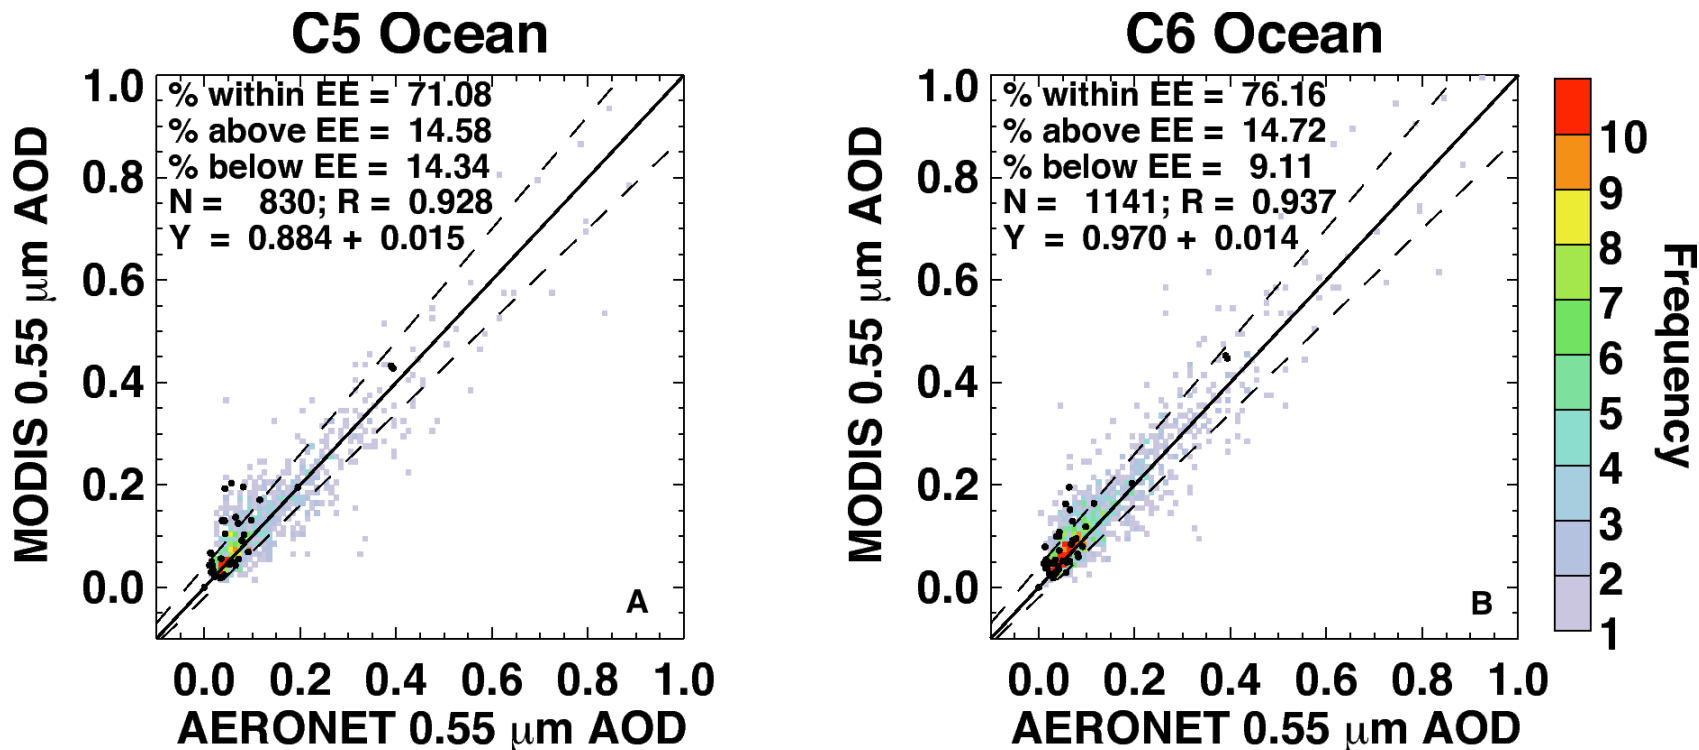 C5 Ocean
% within EE = 71.08
% above EE = 14.58
% below EE = 14.34
N = 830; R = 0.928
Y = 0.884 + 0.015
1.0
0.8
0.6
0.4
0.2
0.0
MODIS 0.55 μm AOD
A
0.0 0.2 0.4 0.6 0.8 1.0
AERONET 0.55 μm AOD
C6 Ocean
% within EE = 76.16
% above EE = 14.72
% below EE = 9.11
N = 1141; R = 0.937
Y = 0.970 + 0.014
1.0
0.8
0.6
0.4
0.2
0.0
MODIS 0.55 μm AOD
B
0.0 0.2 0.4 0.6 0.8 1.0
AERONET 0.55 μm AOD
10
9
8
7
6
5
4
3
2
1
Frequency